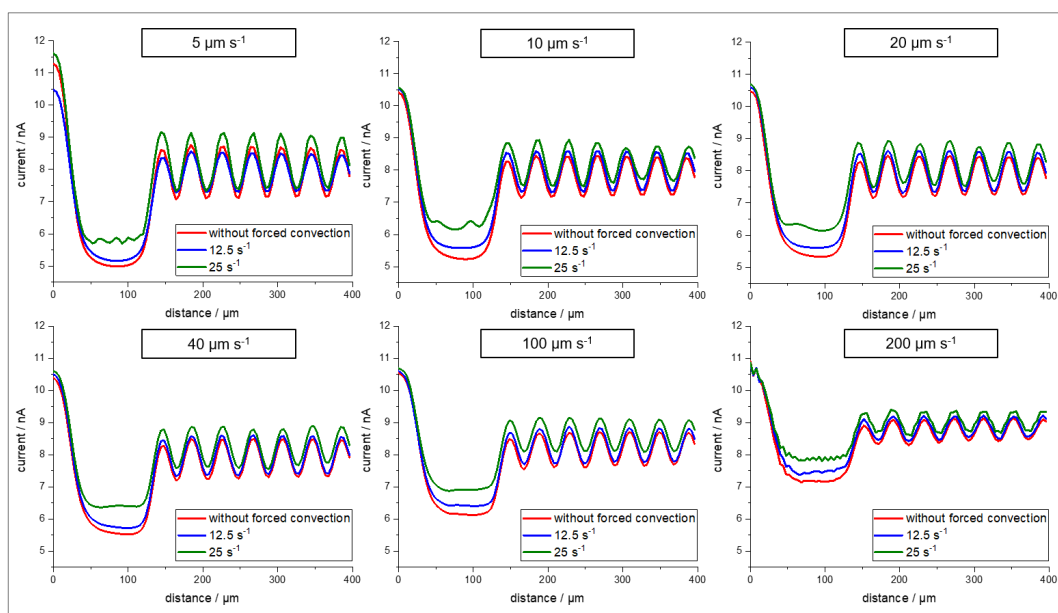 5 µm s⁻¹
10 µm s⁻¹
20 µm s⁻¹
12
11
10
9
8
7
6
5
current / nA
without forced convection
12.5 s⁻¹
25 s⁻¹
0
100
200
300
400
distance / µm
12
11
10
9
8
7
6
5
current / nA
without forced convection
12.5 s⁻¹
25 s⁻¹
0
100
200
300
400
distance / µm
12
11
10
9
8
7
6
5
current / nA
without forced convection
12.5 s⁻¹
25 s⁻¹
0
100
200
300
400
distance / µm
40 µm s⁻¹
100 µm s⁻¹
200 µm s⁻¹
12
11
10
9
8
7
6
5
current / nA
without forced convection
12.5 s⁻¹
25 s⁻¹
0
100
200
300
400
distance / µm
12
11
10
9
8
7
6
5
current / nA
without forced convection
12.5 s⁻¹
25 s⁻¹
0
100
200
300
400
distance / µm
12
11
10
9
8
7
6
5
current / nA
without forced convection
12.5 s⁻¹
25 s⁻¹
0
100
200
300
400
distance / µm